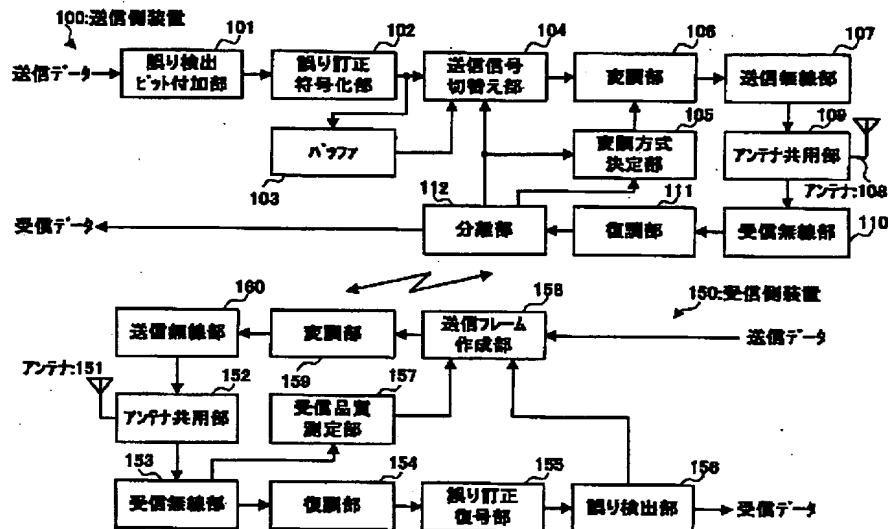 100:送信側装置
101
102
104
106
107
送信データ
誤り検出
ビット付加部
誤り訂正
符号化部
送信信号
切替え部
変調部
送信無線部
105
109
バッファ
変調方式
決定部
アンテナ共用部
103
112
111
アンテナ:108
受信データ
分離部
復調部
受信無線部
110
160
158
150:受信側装置
送信無線部
変調部
送信フレーム
作成部
送信データ
アンテナ:151
152
159
157
アンテナ共用部
受信品質
測定部
153
154
155
156
受信無線部
復調部
誤り訂正
復号部
誤り検出部
受信データ